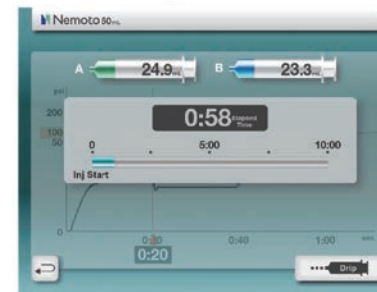 Nemoto 50mL
A 24.9mL B 23.3mL
psi
200
100
50
0:58 Elapsed Time
0 5:00 10:00
Inj Start
0
0:20 0:40 1:00 sec
0:20
Drip